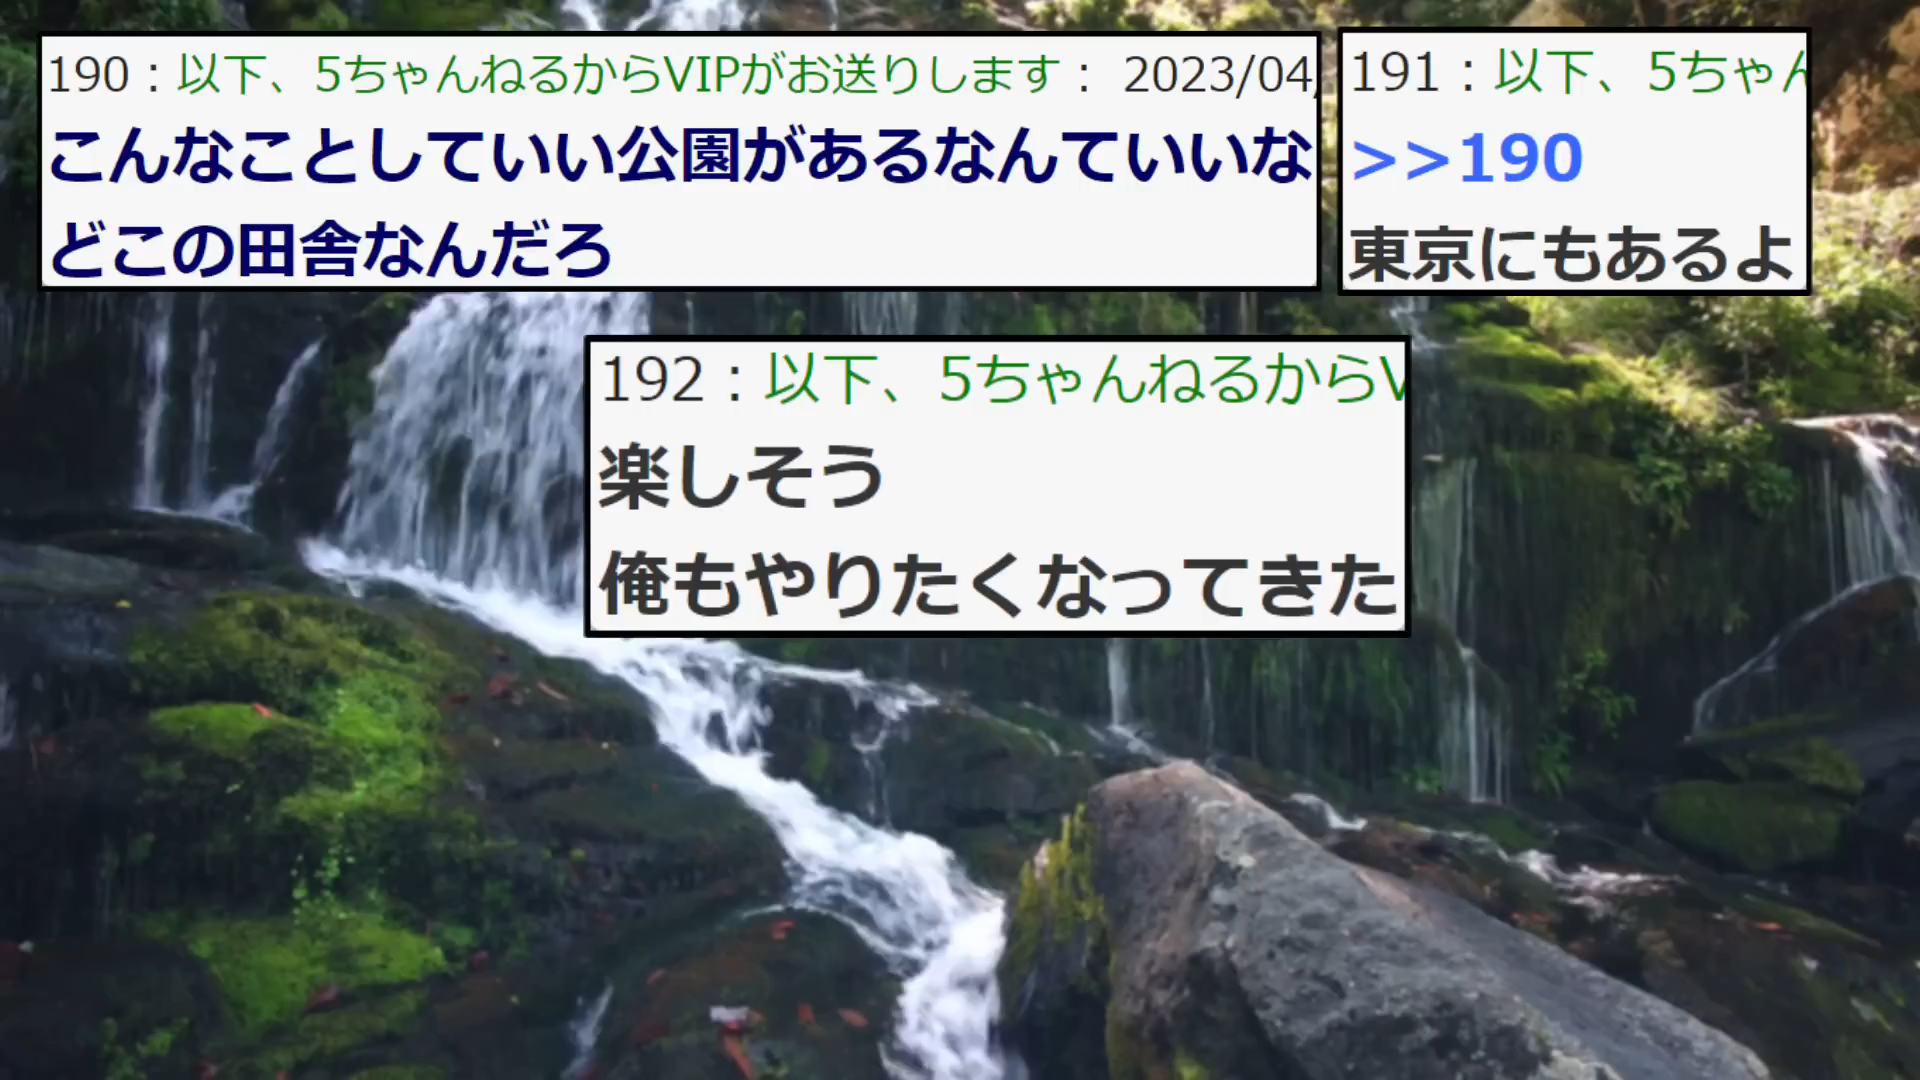 190：以下、5ちゃんねるからVIPがお送りします： 2023/04/
こんなことしていい公園があるなんていいな
どこの田舎なんだろ
191：以下、5ちゃん
>>190
東京にもあるよ
192：以下、5ちゃんねるからV
楽しそう
俺もやりたくなってきた